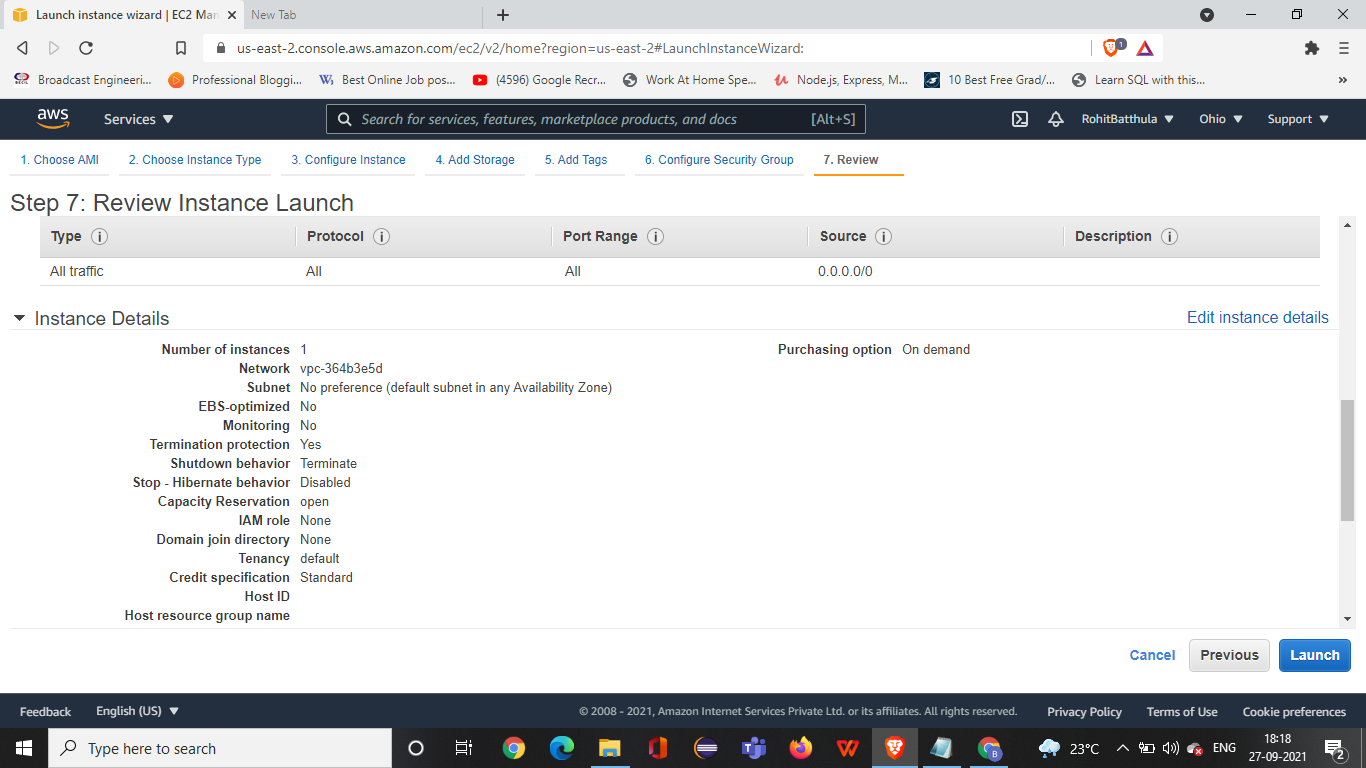 Launch instance wizard | EC2 Man
New Tab
us-east-2.console.aws.amazon.com/ec2/v2/home?region=us-east-2#LaunchInstanceWizard:
1
Broadcast Engineeri... Professional Bloggi... Best Online Job pos... (4596) Google Recr... Work At Home Spe... Node.js, Express, M... 10 Best Free Grad/... Learn SQL with this... »
aws Services Search for services, features, marketplace products, and docs [Alt+S] RohitBatthula Ohio Support
1. Choose AMI 2. Choose Instance Type 3. Configure Instance 4. Add Storage 5. Add Tags 6. Configure Security Group 7. Review
Step 7: Review Instance Launch
Type Protocol Port Range Source Description
All traffic All All 0.0.0.0/0
Instance Details Edit instance details
Number of instances 1 Purchasing option On demand
Network vpc-364b3e5d
Subnet No preference (default subnet in any Availability Zone)
EBS-optimized No
Monitoring No
Termination protection Yes
Shutdown behavior Terminate
Stop - Hibernate behavior Disabled
Capacity Reservation open
IAM role None
Domain join directory None
Tenancy default
Credit specification Standard
Host ID
Host resource group name
Cancel Previous Launch
Feedback English (US) © 2008 - 2021, Amazon Internet Services Private Ltd. or its affiliates. All rights reserved. Privacy Policy Terms of Use Cookie preferences
Type here to search 23°C ENG 18:18
27-09-2021 2